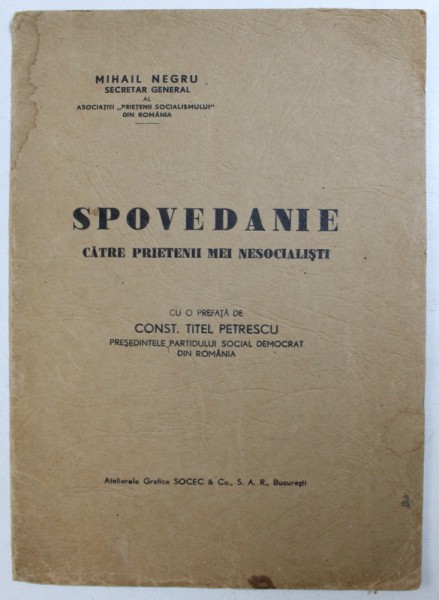 MIHAIL NEGRU
SECRETAR GENERAL
AL
ASOCIAȚIEI „PRIETENII SOCIALISMULUI"
DIN ROMÂNIA
SPOVEDANIE
CĂTRE PRIETENII MEI NESOCIALIȘTI
CU O PREFAȚĂ DE
CONST. TITEL PETRESCU
PREȘEDINTELE PARTIDULUI SOCIAL DEMOCRAT
DIN ROMÂNIA
Atelierele Grafice SOCEC & Co., S. A. R., București